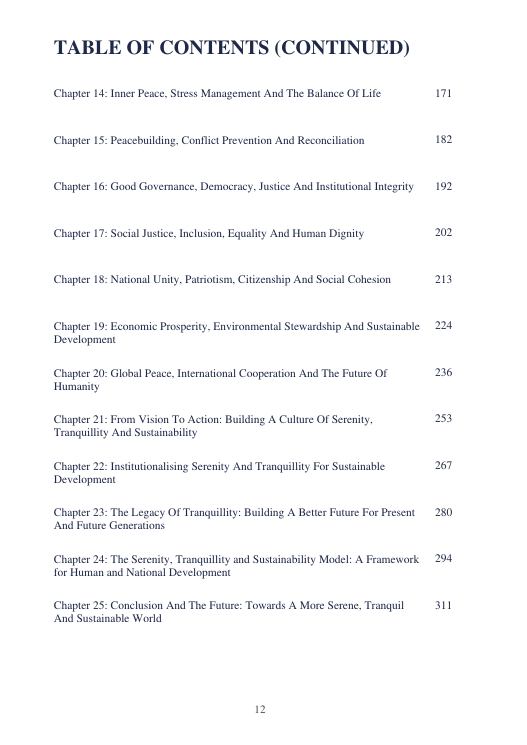 TABLE OF CONTENTS (CONTINUED)
Chapter 14: Inner Peace, Stress Management And The Balance Of Life 171
Chapter 15: Peacebuilding, Conflict Prevention And Reconciliation 182
Chapter 16: Good Governance, Democracy, Justice And Institutional Integrity 192
Chapter 17: Social Justice, Inclusion, Equality And Human Dignity 202
Chapter 18: National Unity, Patriotism, Citizenship And Social Cohesion 213
Chapter 19: Economic Prosperity, Environmental Stewardship And Sustainable 224
Development
Chapter 20: Global Peace, International Cooperation And The Future Of 236
Humanity
Chapter 21: From Vision To Action: Building A Culture Of Serenity, 253
Tranquillity And Sustainability
Chapter 22: Institutionalising Serenity And Tranquillity For Sustainable 267
Development
Chapter 23: The Legacy Of Tranquillity: Building A Better Future For Present 280
And Future Generations
Chapter 24: The Serenity, Tranquillity and Sustainability Model: A Framework 294
for Human and National Development
Chapter 25: Conclusion And The Future: Towards A More Serene, Tranquil 311
And Sustainable World
12